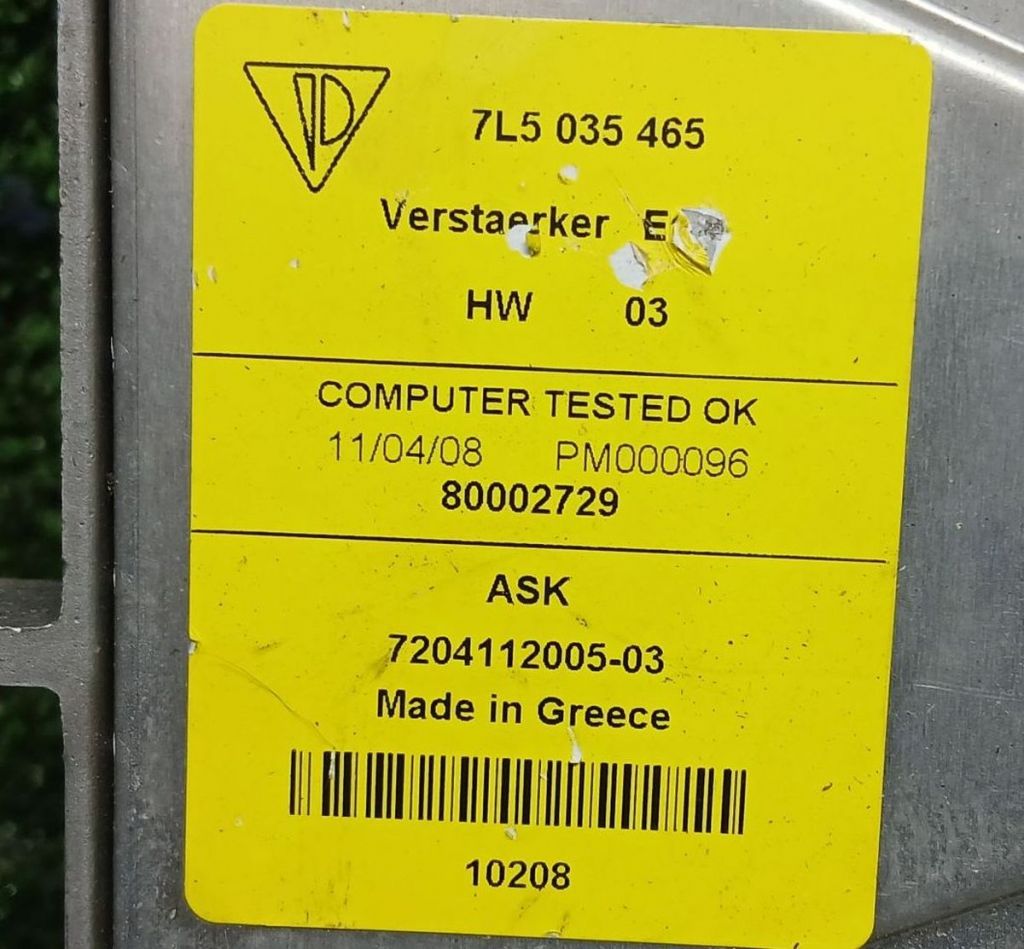 7L5 035 465
Verstaerker
HW 03
COMPUTER TESTED OK
11/04/08 PM000096
80002729
ASK
7204112005-03
Made in Greece
10208